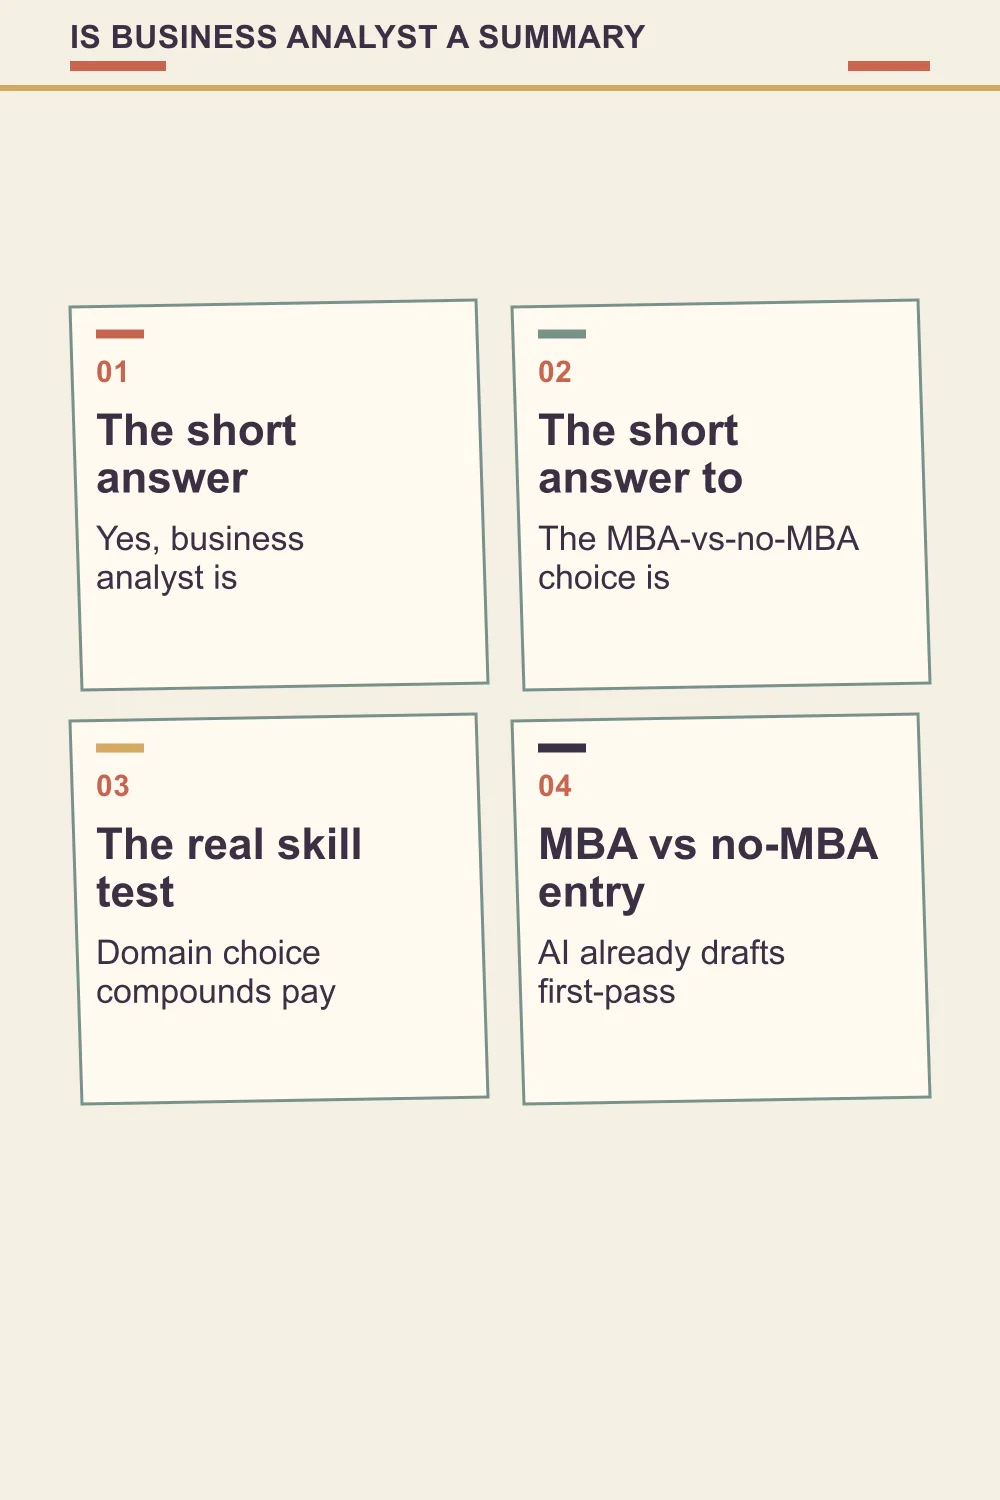 IS BUSINESS ANALYST A SUMMARY
01
The short
answer
Yes, business
analyst is
02
The short
answer to
The MBA-vs-no-MBA
choice is
03
The real skill
test
Domain choice
compounds pay
04
MBA vs no-MBA
entry
AI already drafts
first-pass